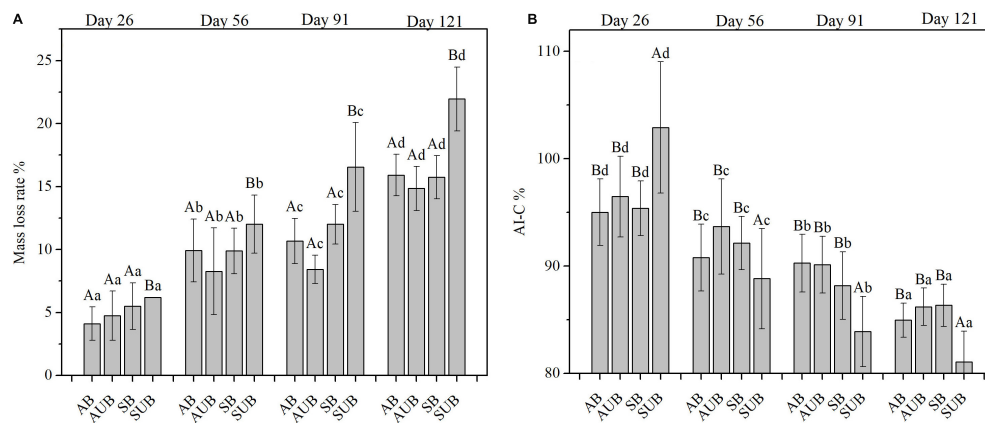 A
Day 26 Day 56 Day 91 Day 121
Mass loss rate %
25
20
15
10
5
0
Aa Aa Aa Ba Ab Ab Ab Bb Ac Ac Ac Bc Ad Ad Ad Bd
AB AUB SB SUB AB AUB SB SUB AB AUB SB SUB AB AUB SB SUB
B
Day 26 Day 56 Day 91 Day 121
AI-C %
110
100
90
80
Bd Bd Bd Ad Bc Bc Bc Ac Bb Bb Bb Ab Ba Ba Ba Aa
AB AUB SB SUB AB AUB SB SUB AB AUB SB SUB AB AUB SB SUB